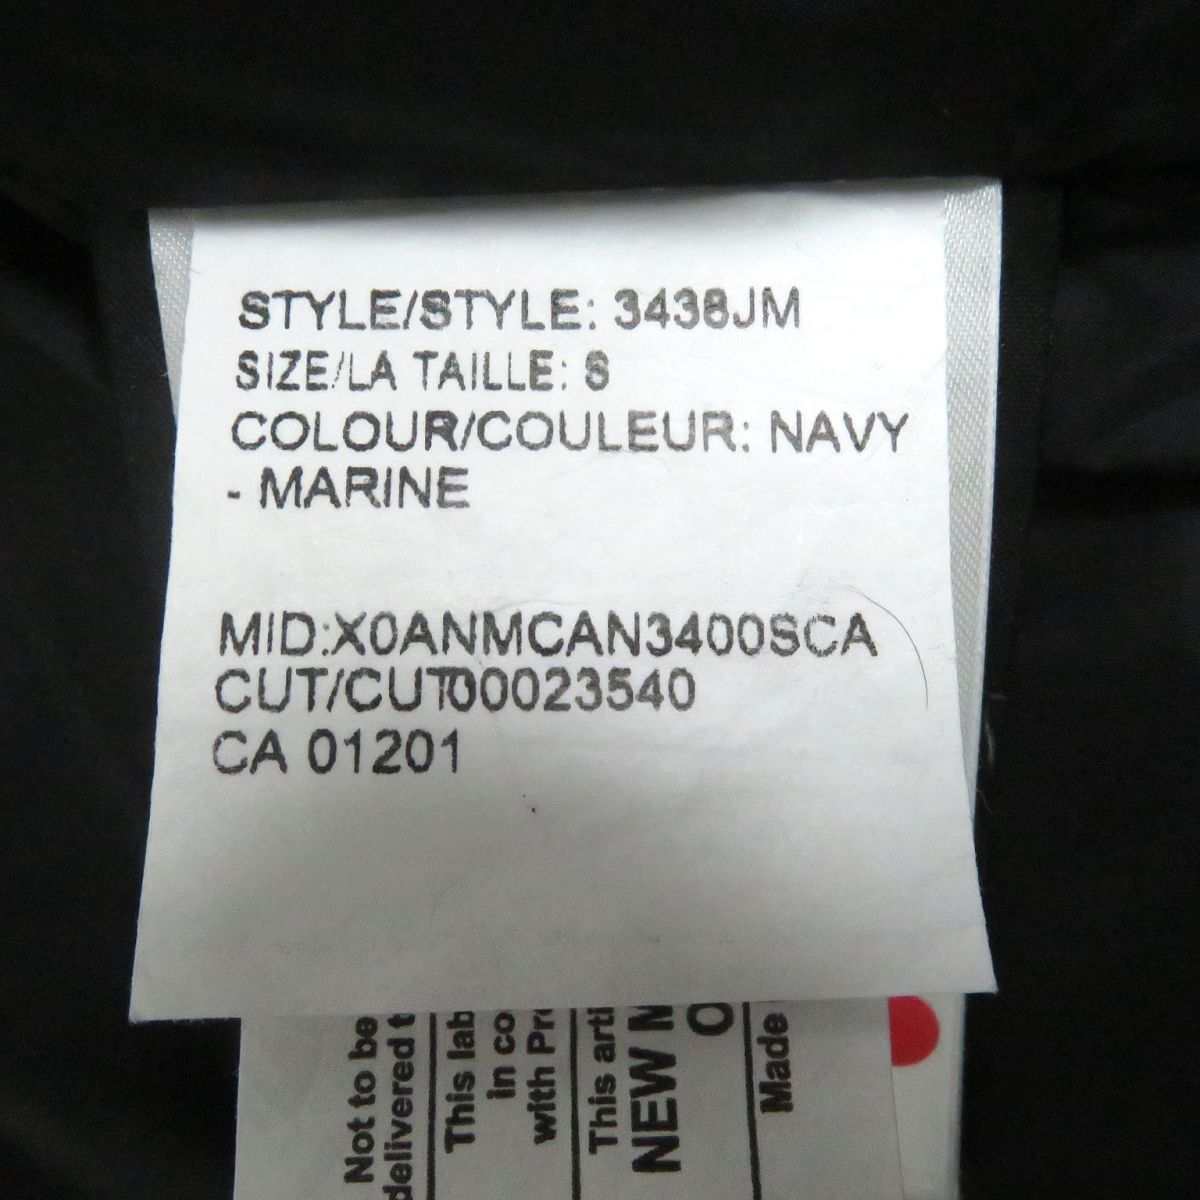 STYLE/STYLE: 3438JM
SIZE/LA TAILLE: S
COLOUR/COULEUR: NAVY
- MARINE
MID:X0ANMCAN3400SCA
CUT/CUT00023540
CA 01201
Not to be
delivered t
This lab
in co
with Pr
This arti
NEW M
O
Made